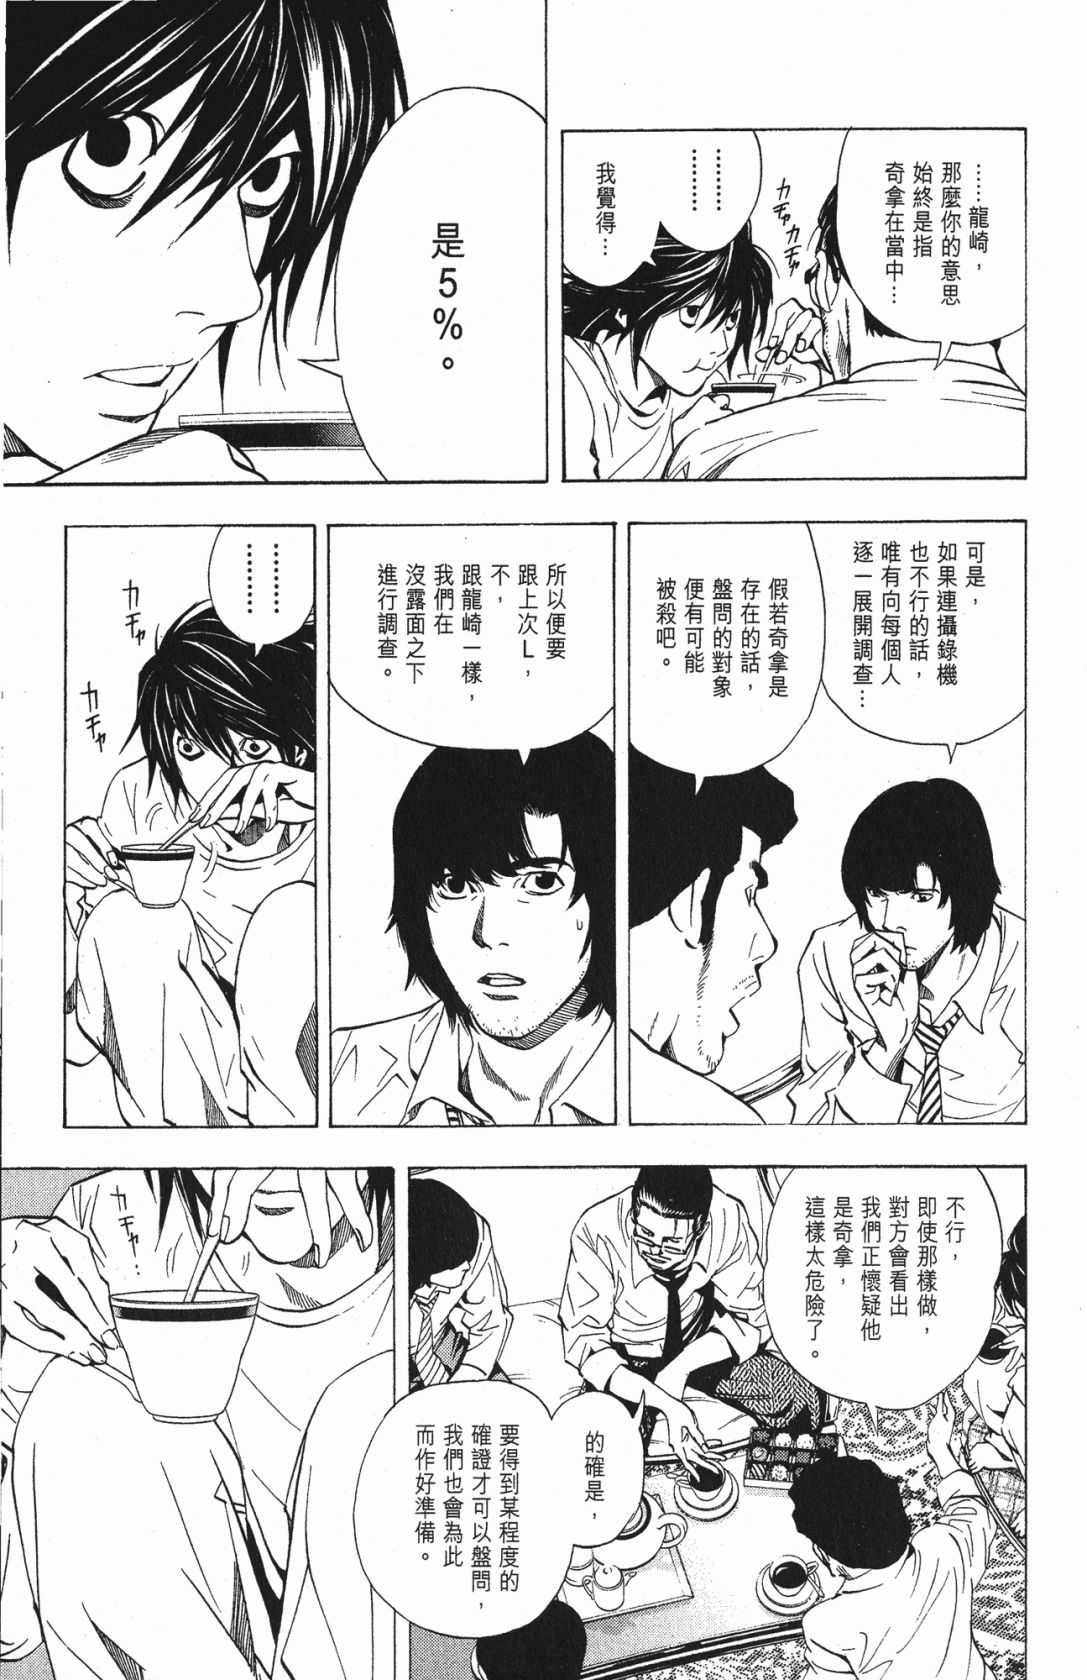 ……龍崎，
那麼你的意思
始終是指
奇拿在當中…
カチャカチャ
………
我覺得…
是5%。
可是，
如果連攝錄機
也不行的話，
唯有向每個人
逐一展開調查…
假若奇拿是
存在的話，
盤問的對象
便有可能
被殺吧。
所以便要
跟上次L，
不，
跟龍崎一樣，
我們在
沒露面之下
進行調查。
………
カチャ
カチャ
不行，
即使那樣做，
對方會看出
我們正懷疑他
是奇拿，
這樣太危險了。
的確是，
要得到某程度的
確證才可以盤問，
我們也會為此
而作好準備。
カチャ…